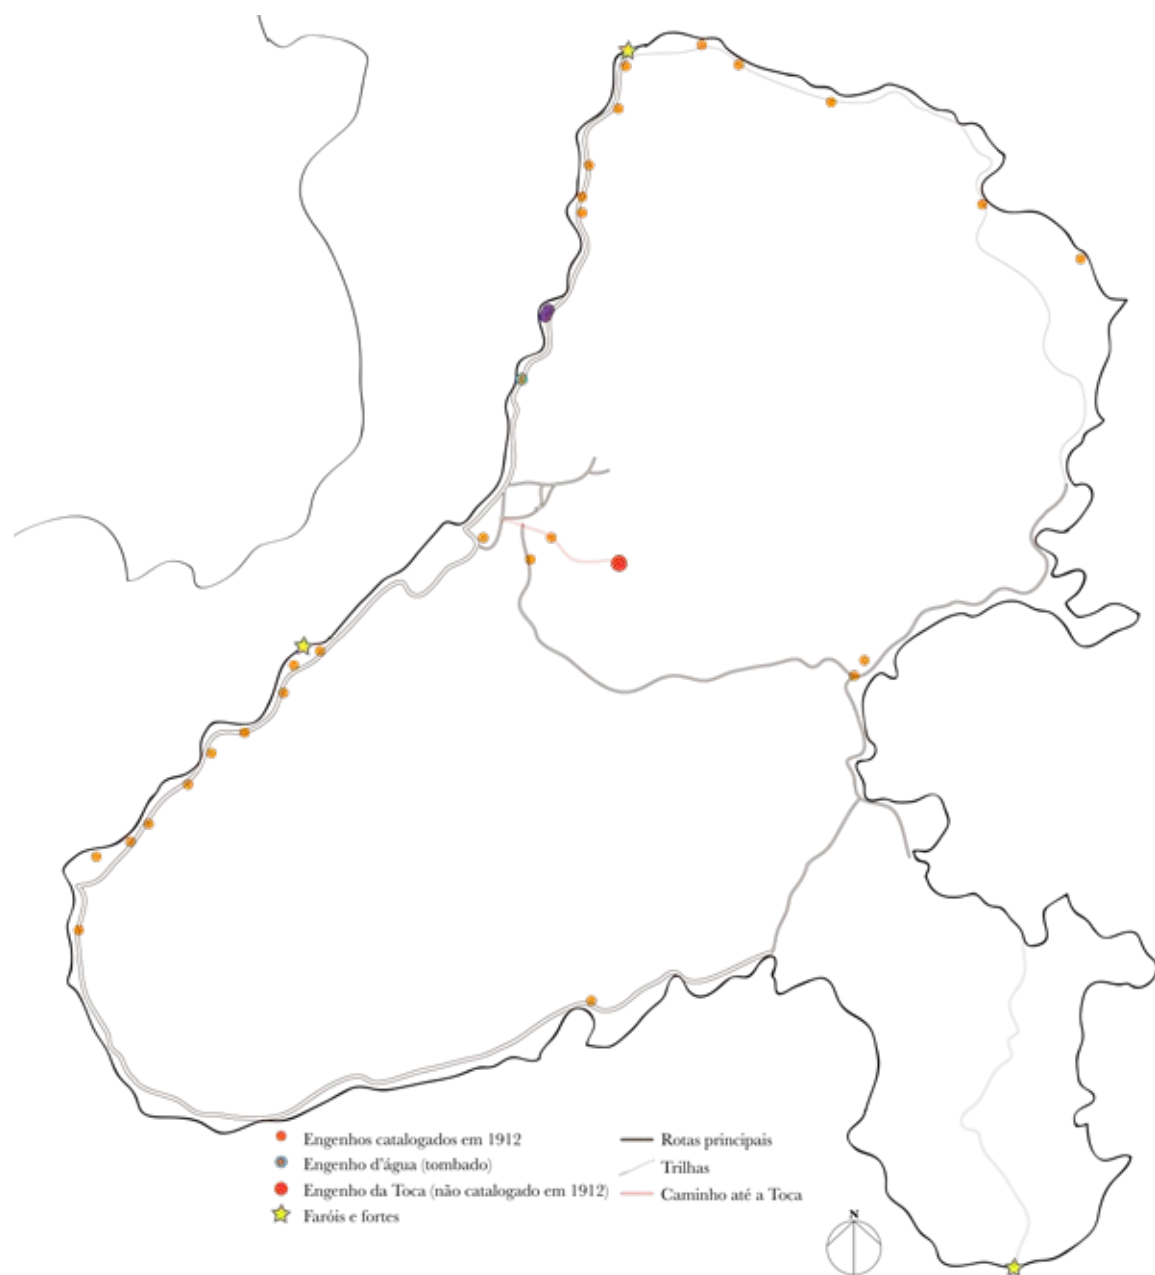 Engenhos catalogados em 1912
Engenho d'água (tombado)
Engenho da Toca (não catalogado em 1912)
Faróis e fortes
Rotas principais
Trilhas
Caminho até a Toca
N